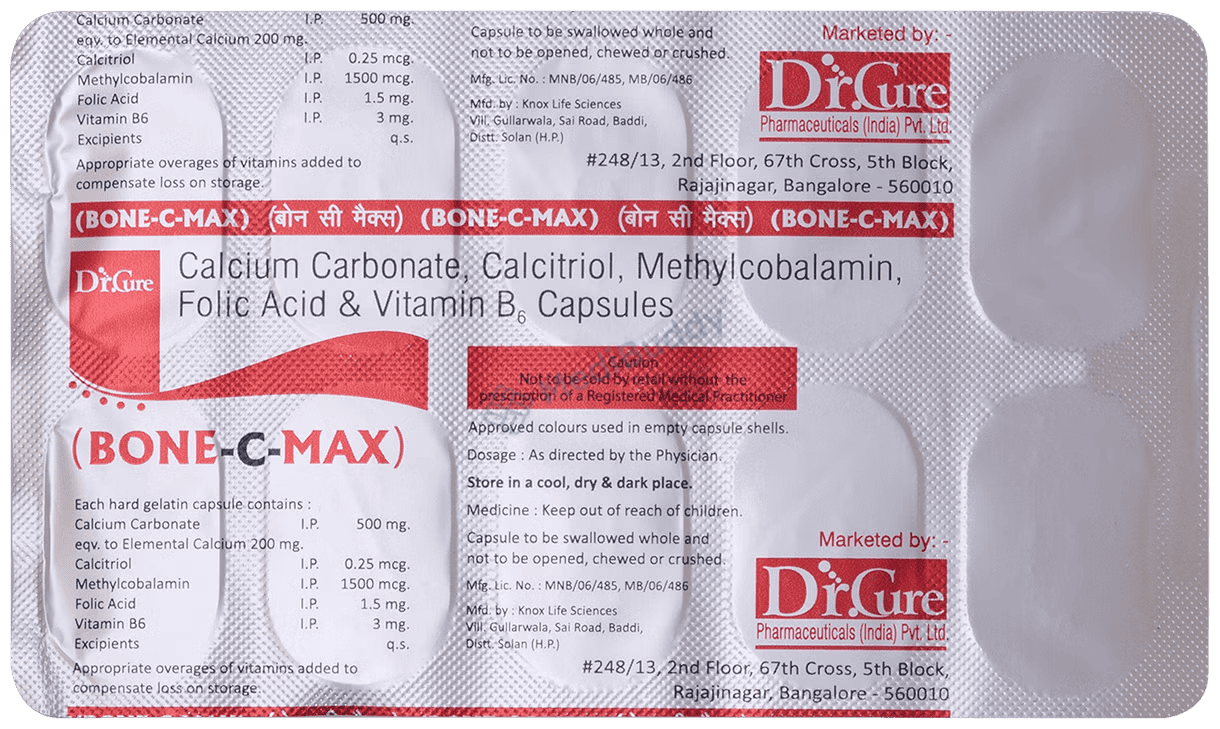 Calcium Carbonate I.P. 500 mg.
eqv. to Elemental Calcium 200 mg.
Calcitriol I.P. 0.25 mcg.
Methylcobalamin I.P. 1500 mcg.
Folic Acid I.P. 1.5 mg.
Vitamin B6 I.P. 3 mg.
Excipients q.s.
Appropriate overages of vitamins added to
compensate loss on storage.
Capsule to be swallowed whole and
not to be opened, chewed or crushed.
Mfg. Lic. No. : MNB/06/485, MB/06/486
Mfd. by : Knox Life Sciences
Vill. Gullarwala, Sai Road, Baddi,
Distt. Solan (H.P.)
Marketed by: -
Dr.Cure
Pharmaceuticals (India) Pvt. Ltd.
#248/13, 2nd Floor, 67th Cross, 5th Block,
Rajajinagar, Bangalore - 560010
(BONE-C-MAX) (बोन सी मैक्स) (BONE-C-MAX) (बोन सी मैक्स) (BONE-C-MAX)
Dr.Cure
Calcium Carbonate, Calcitriol, Methylcobalamin,
Folic Acid & Vitamin B6 Capsules
(BONE-C-MAX)
Each hard gelatin capsule contains :
Calcium Carbonate I.P. 500 mg.
eqv. to Elemental Calcium 200 mg.
Calcitriol I.P. 0.25 mcg.
Methylcobalamin I.P. 1500 mcg.
Folic Acid I.P. 1.5 mg.
Vitamin B6 I.P. 3 mg.
Excipients q.s.
Appropriate overages of vitamins added to
compensate loss on storage.
Caution
Not to be sold by retail without the
prescription of a Registered Medical Practitioner
Approved colours used in empty capsule shells.
Dosage : As directed by the Physician.
Store in a cool, dry & dark place.
Medicine : Keep out of reach of children.
Capsule to be swallowed whole and
not to be opened, chewed or crushed.
Mfg. Lic. No. : MNB/06/485, MB/06/486
Mfd. by : Knox Life Sciences
Vill. Gullarwala, Sai Road, Baddi,
Distt. Solan (H.P.)
Marketed by: -
Dr.Cure
Pharmaceuticals (India) Pvt. Ltd.
#248/13, 2nd Floor, 67th Cross, 5th Block,
Rajajinagar, Bangalore - 560010